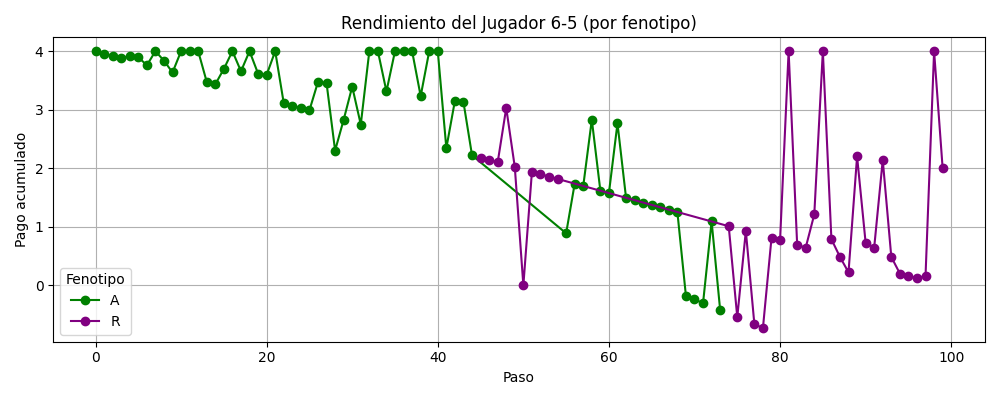 Rendimiento del Jugador 6-5 (por fenotipo)
Pago acumulado
4
3
2
1
0
Fenotipo
A
R
0 20 40 60 80 100
Paso